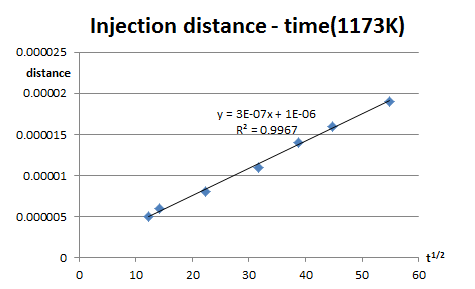 Injection distance - time(1173K)
0.000025
distance
0.00002
y = 3E-07x + 1E-06
R² = 0.9967
0.000015
0.00001
0.000005
0
t¹/²
0 10 20 30 40 50 60